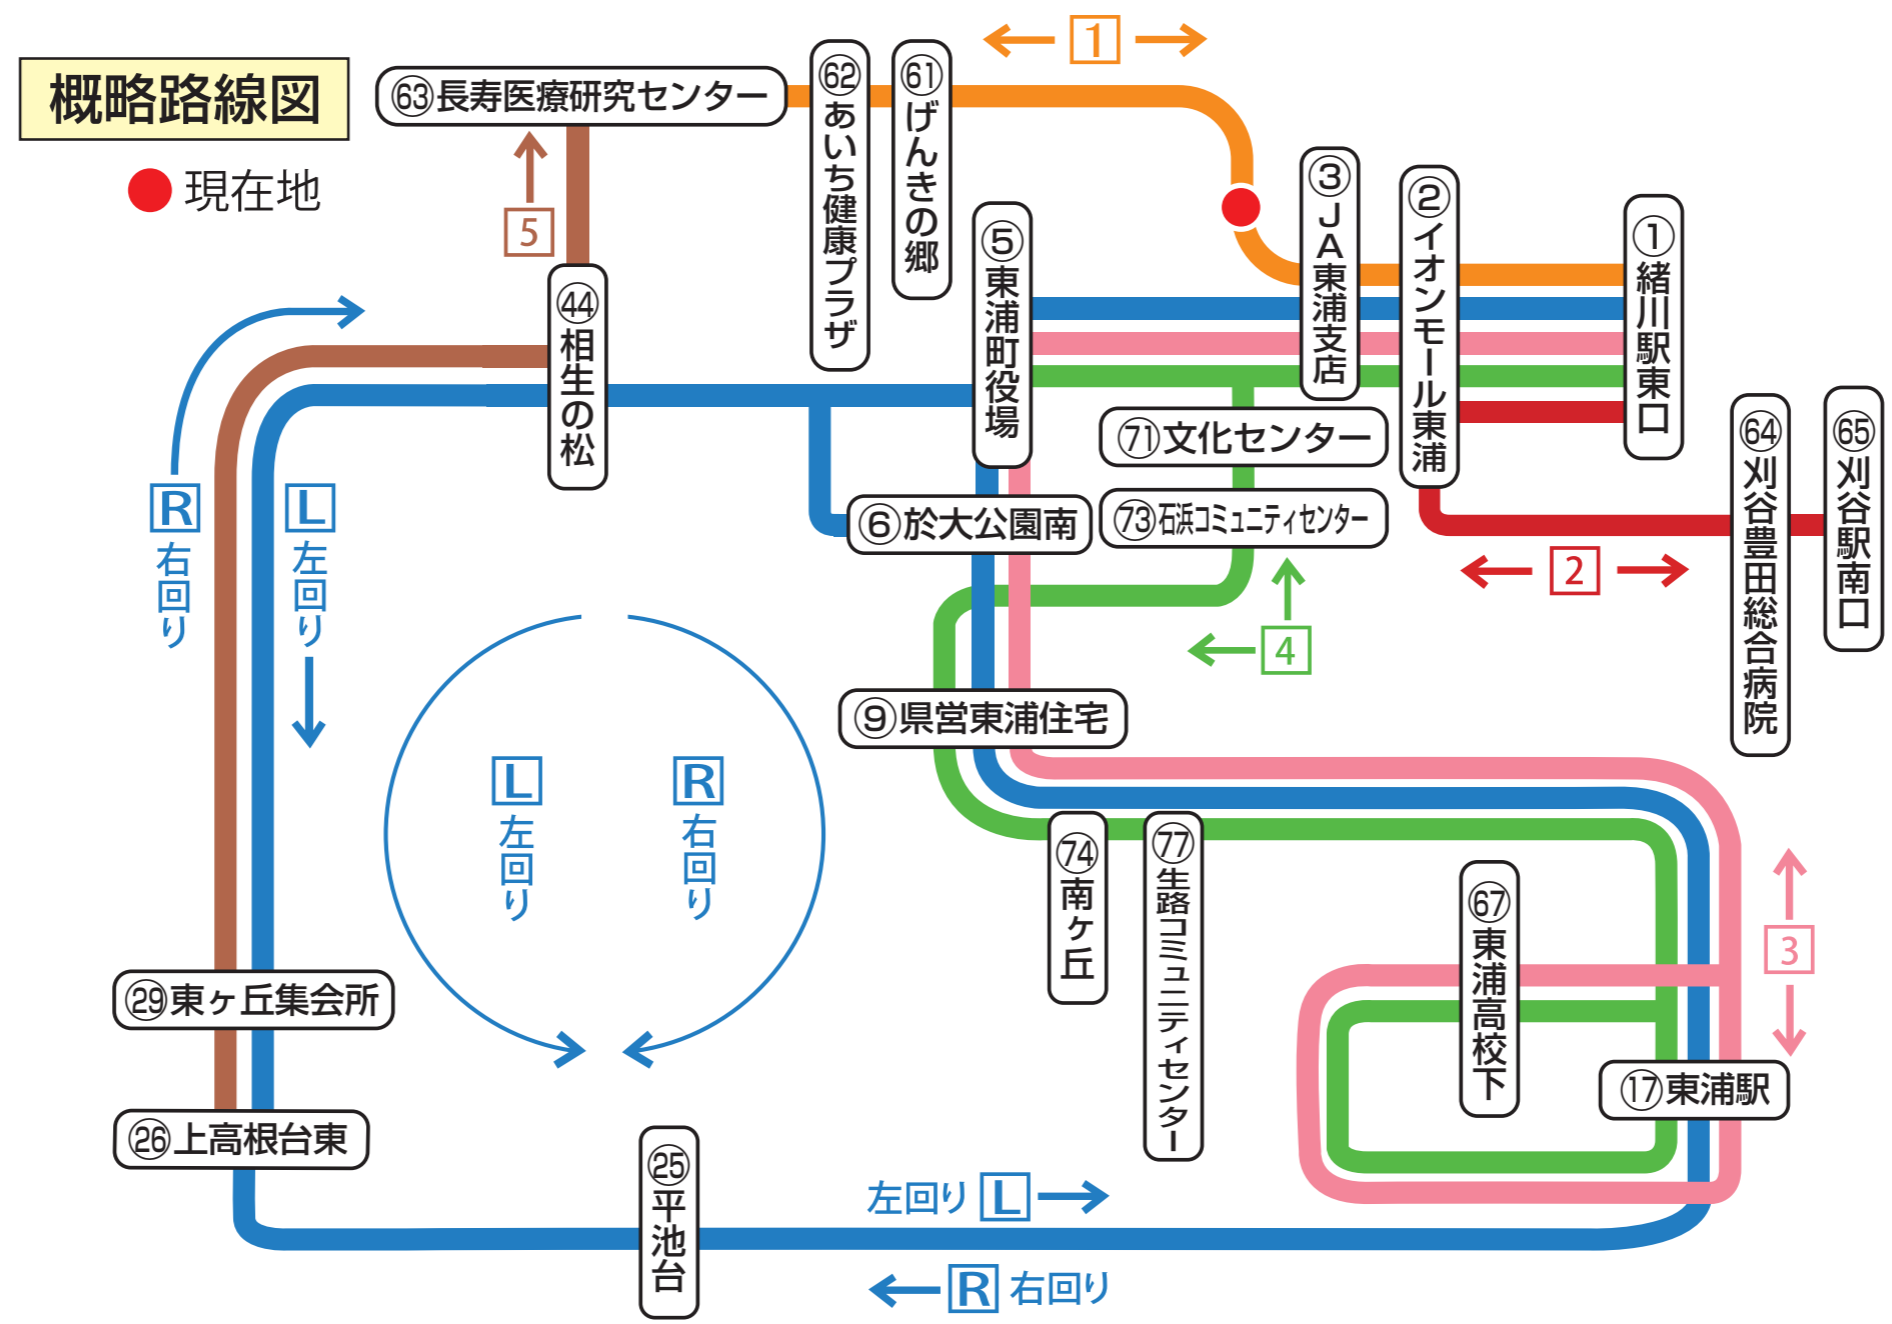 概略路線図
現在地
1
㊿63長寿医療研究センター
62あいち健康プラザ
61げんきの郷
5
44相生の松
⑤東浦町役場
③JA東浦支店
②イオンモール東浦
①緒川駅東口
71文化センター
73石浜コミュニティセンター
⑥於大公園南
64刈谷豊田総合病院
65刈谷駅南口
2
4
R
右回り
L
左回り
⑨県営東浦住宅
L
左回り
R
右回り
74南ヶ丘
77生路コミュニティセンター
67東浦高校下
3
⑰東浦駅
㉙東ヶ丘集会所
㉖上高根台東
㉕平池台
左回り L
R 右回り